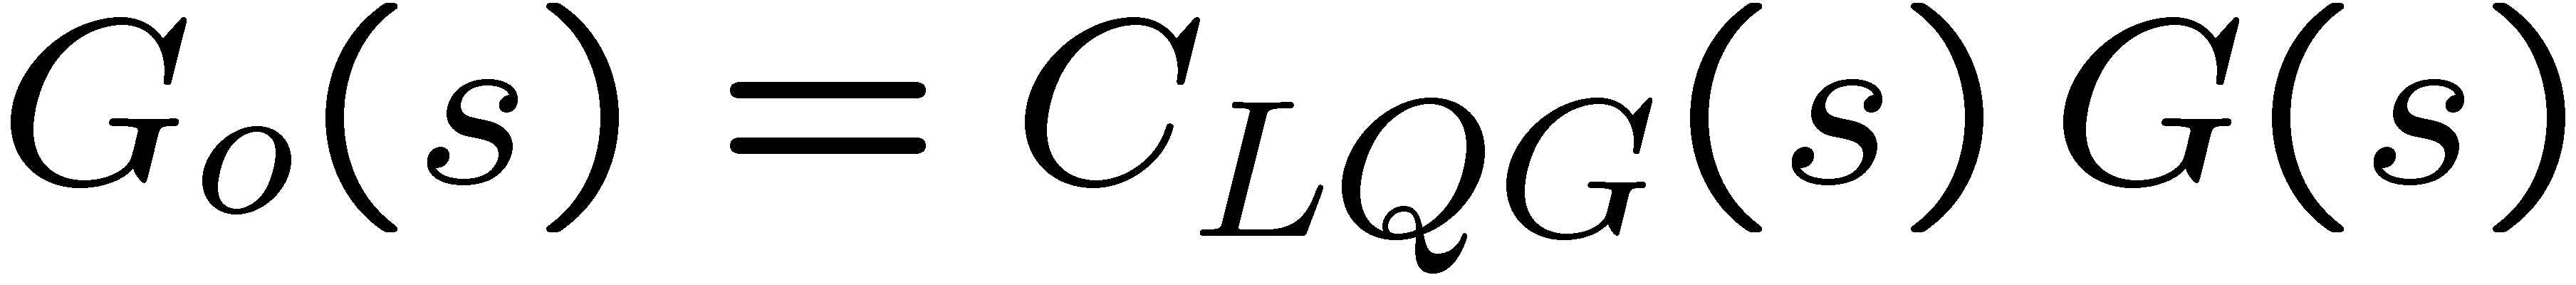 G_o(s) = C_{LQG}(s) G(s)